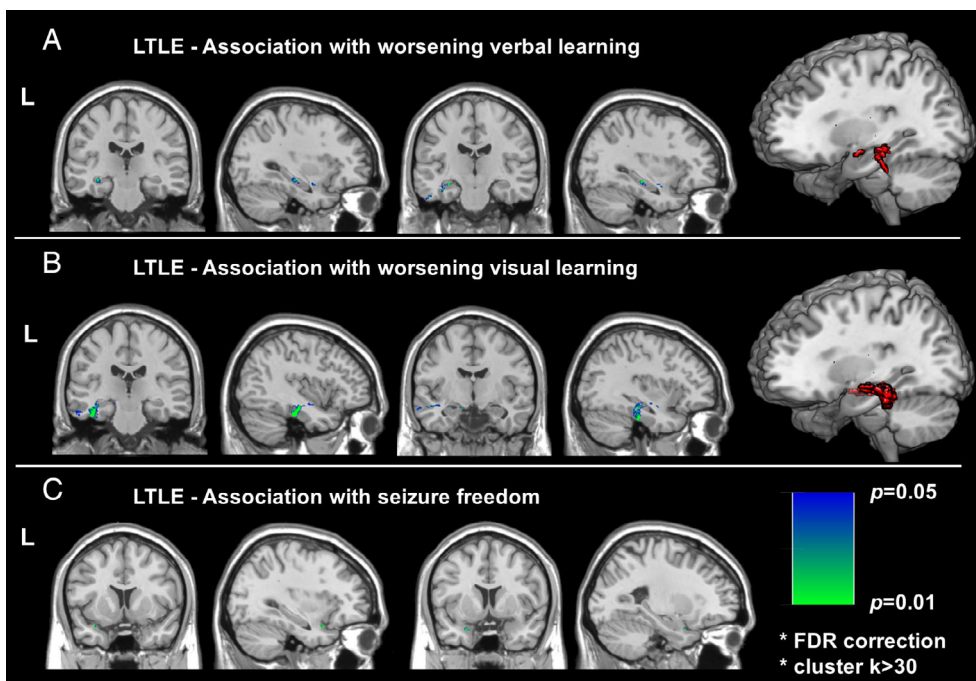 A
LTLE - Association with worsening verbal learning
L
B
LTLE - Association with worsening visual learning
L
C
LTLE - Association with seizure freedom
L
p=0.05
p=0.01
* FDR correction
* cluster k>30